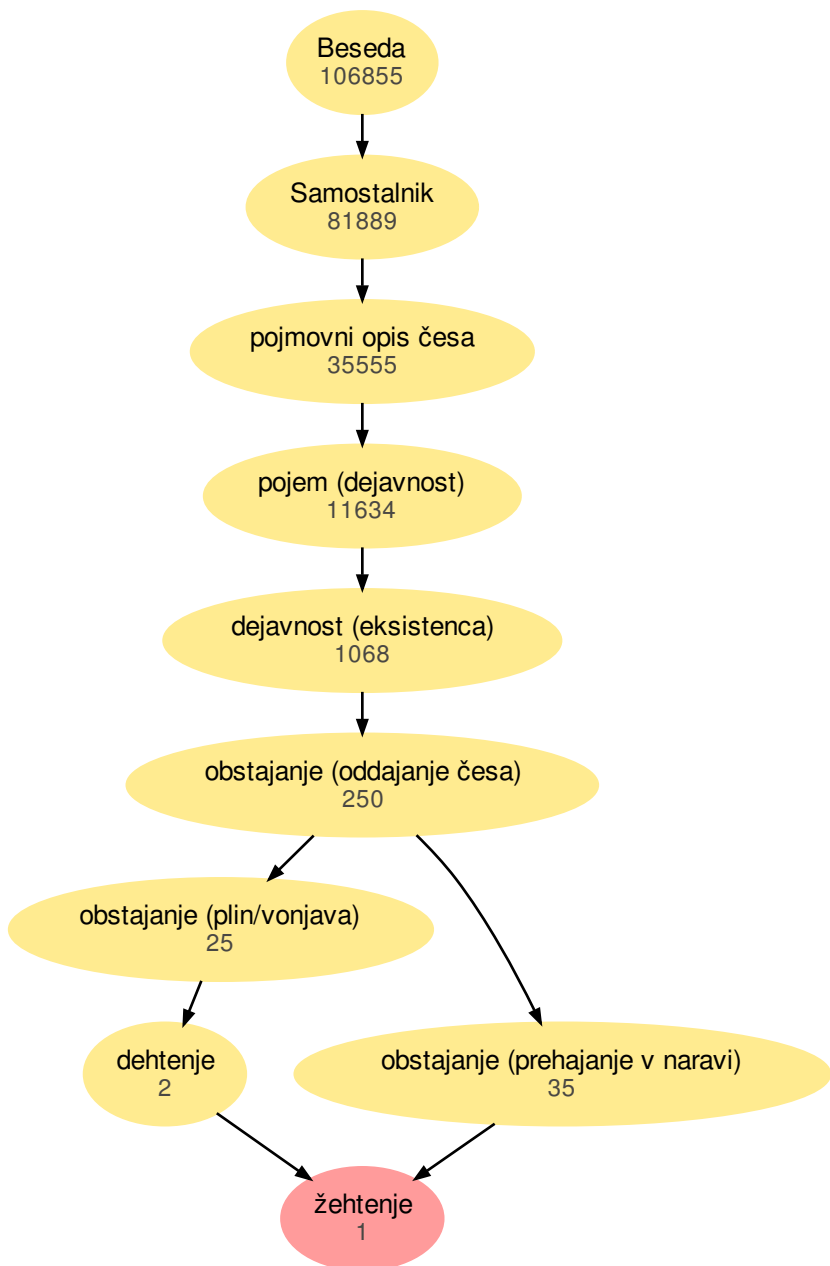 Beseda
106855
Samostalnik
81889
pojmovni opis česa
35555
pojem (dejavnost)
11634
dejavnost (eksistenca)
1068
obstajanje (oddajanje česa)
250
obstajanje (plin/vonjava)
25
dehtenje
2
obstajanje (prehajanje v naravi)
35
žehtenje
1